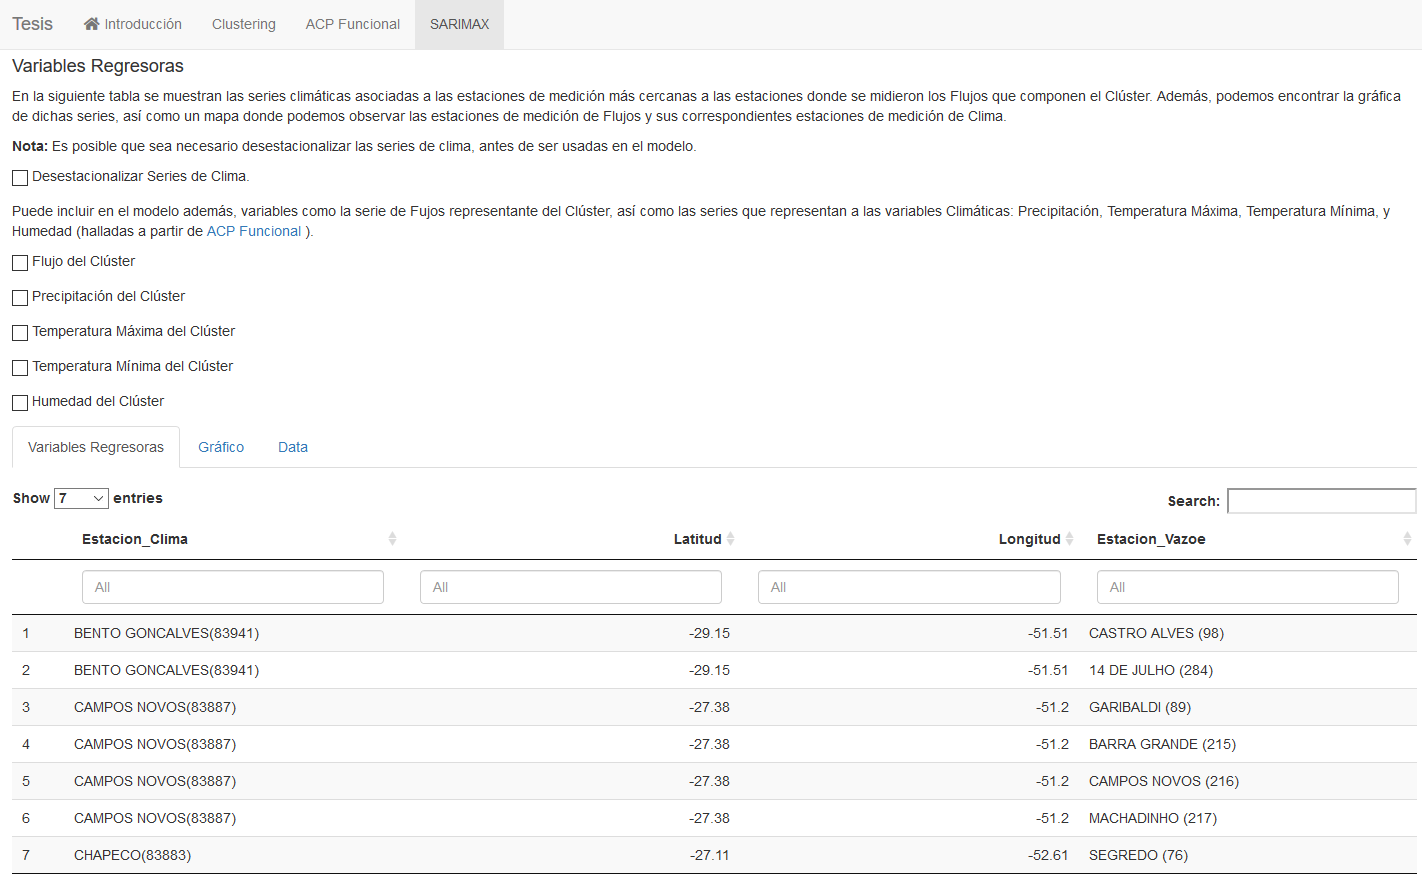 Tesis Introducción Clustering ACP Funcional SARIMAX
Variables Regresoras
En la siguiente tabla se muestran las series climáticas asociadas a las estaciones de medición más cercanas a las estaciones donde se midieron los Flujos que componen el Clúster. Además, podemos encontrar la gráfica
de dichas series, así como un mapa donde podemos observar las estaciones de medición de Flujos y sus correspondientes estaciones de medición de Clima.
Nota: Es posible que sea necesario desestacionalizar las series de clima, antes de ser usadas en el modelo.
Desestacionalizar Series de Clima.
Puede incluir en el modelo además, variables como la serie de Fujos representante del Clúster, así como las series que representan a las variables Climáticas: Precipitación, Temperatura Máxima, Temperatura Mínima, y
Humedad (halladas a partir de ACP Funcional ).
Flujo del Clúster
Precipitación del Clúster
Temperatura Máxima del Clúster
Temperatura Mínima del Clúster
Humedad del Clúster
Variables Regresoras Gráfico Data
Show 7 entries Search:
Estacion_Clima Latitud Longitud Estacion_Vazoe
All All All All
1 BENTO GONCALVES(83941) -29.15 -51.51 CASTRO ALVES (98)
2 BENTO GONCALVES(83941) -29.15 -51.51 14 DE JULHO (284)
3 CAMPOS NOVOS(83887) -27.38 -51.2 GARIBALDI (89)
4 CAMPOS NOVOS(83887) -27.38 -51.2 BARRA GRANDE (215)
5 CAMPOS NOVOS(83887) -27.38 -51.2 CAMPOS NOVOS (216)
6 CAMPOS NOVOS(83887) -27.38 -51.2 MACHADINHO (217)
7 CHAPECO(83883) -27.11 -52.61 SEGREDO (76)